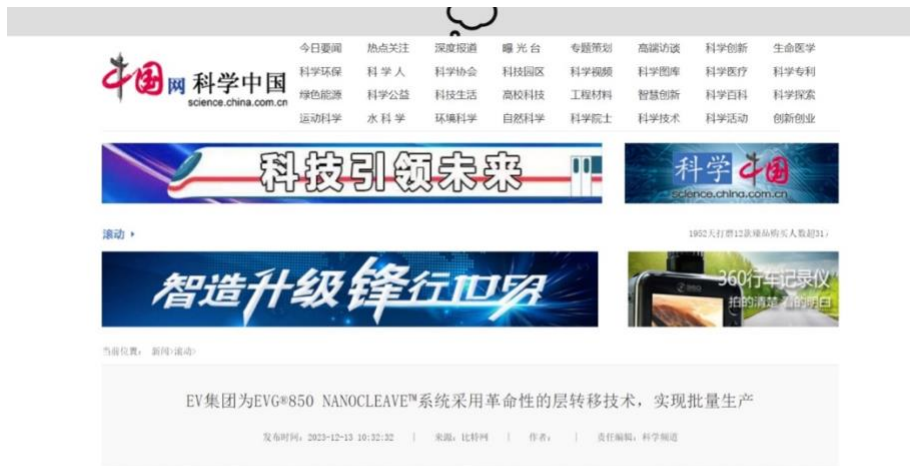 今日要闻 热点关注 深度报道 曝光台 专题策划 高端访谈 科学创新 生命医学
中国网 科学中国
science.china.com.cn
科学环保 科学人 科学协会 科技园区 科学视频 科学图库 科学医疗 科学专利
绿色能源 科学公益 科技生活 高校科技 工程材料 智慧创新 科学百科 科学探索
运动科学 水科学 环境科学 自然科学 科学院士 科学技术 科学活动 创新创业
科技引领未来
科学中国
science.china.com.cn
滚动
智造升级锋行
360行车记录仪
拍的清楚 看的明白
当前位置: 新闻>滚动>
EV集团为EVG®850 NANOCLEAVE™系统采用革命性的层转移技术，实现批量生产
发布时间: 2023-12-13 10:32:32 | 来源: 比特网 | 作者: | 责任编辑: 科学频道